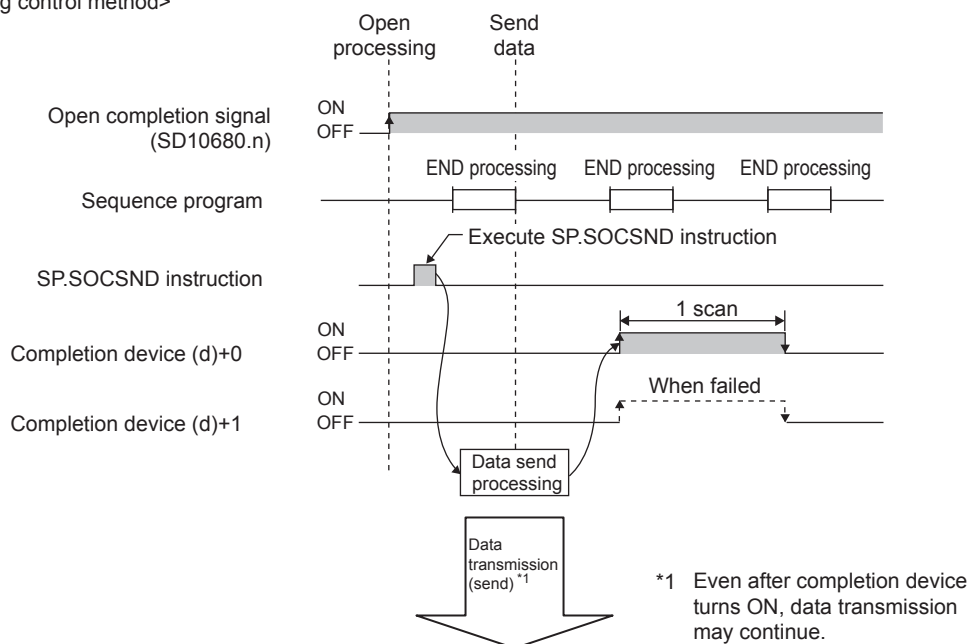 g control method>
Open
processing
Send
data
Open completion signal
(SD10680.n)
ON
OFF
END processing
END processing
END processing
Sequence program
Execute SP.SOCSND instruction
SP.SOCSND instruction
1 scan
ON
OFF
Completion device (d)+0
When failed
ON
OFF
Completion device (d)+1
Data send
processing
Data
transmission
(send) *1
*1 Even after completion device
turns ON, data transmission
may continue.